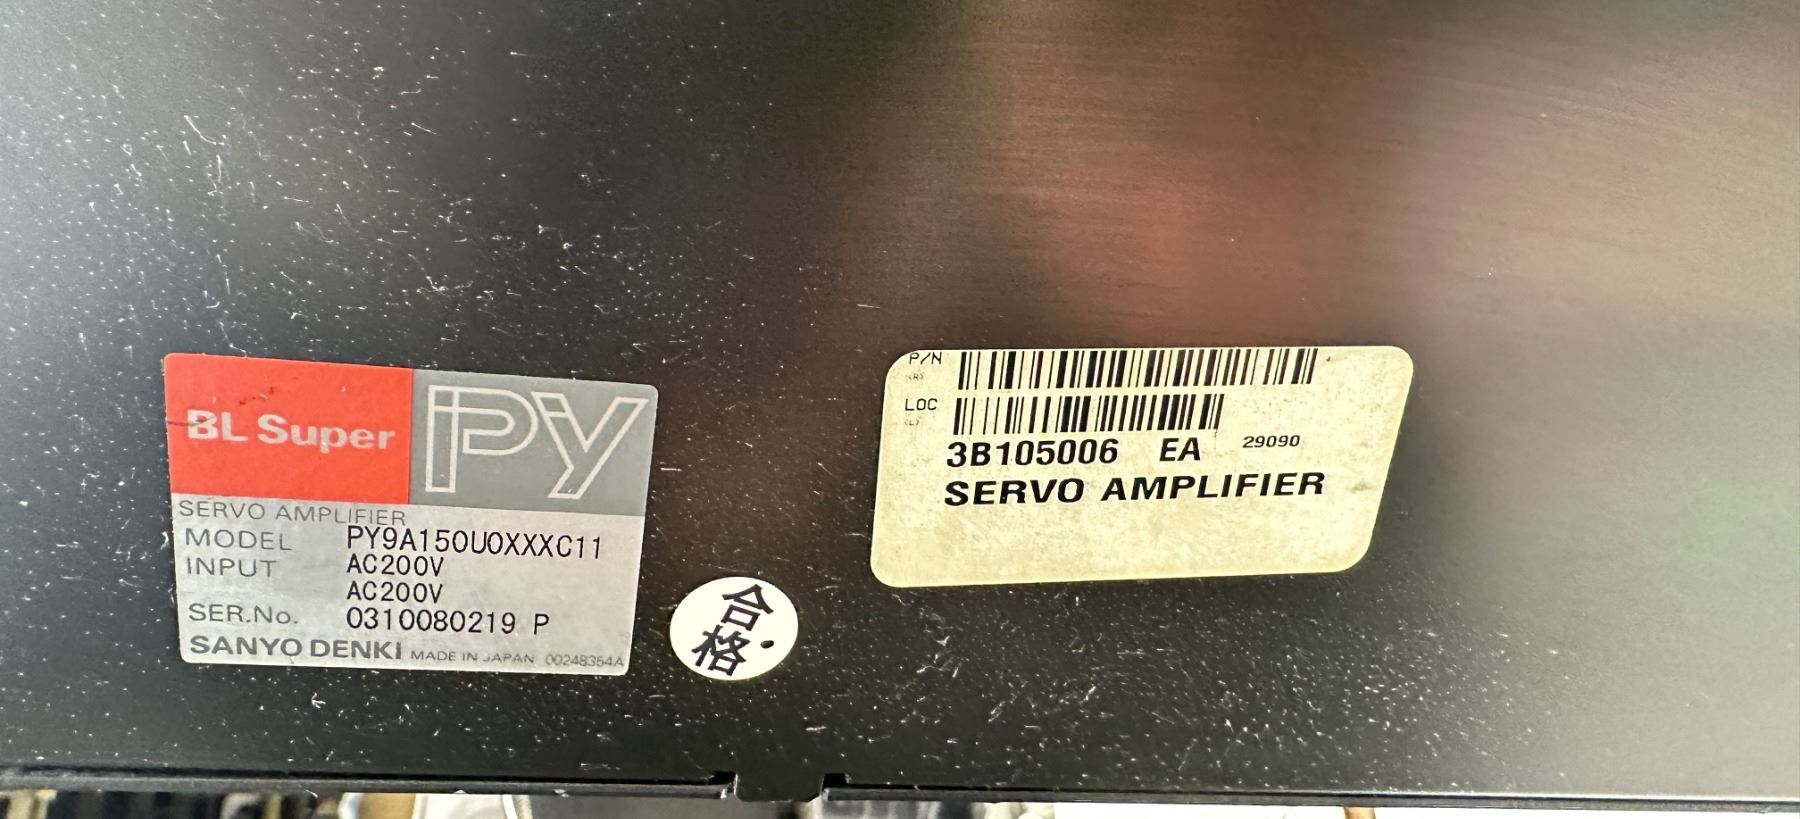 BL Super PY
SERVO AMPLIFIER
MODEL PY9A150U0XXXC11
INPUT AC200V
AC200V
SER.No. 0310080219 P
SANYO DENKI MADE IN JAPAN 00248354A
合格
P/N
LOC
3B105006 EA 29090
SERVO AMPLIFIER